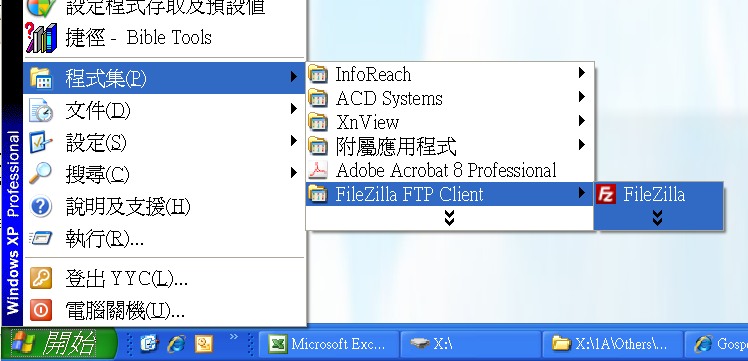 設定程式存取及預設值
捷徑 - Bible Tools
程式集(P)
文件(D)
設定(S)
搜尋(C)
說明及支援(H)
執行(R)...
登出 YYC(L)...
電腦關機(U)...
Windows XP Professional
InfoReach
ACD Systems
XnView
附屬應用程式
Adobe Acrobat 8 Professional
FileZilla FTP Client
FileZilla
開始
Microsoft Exc...
X:\
X:\1A\Others\...
Gosp